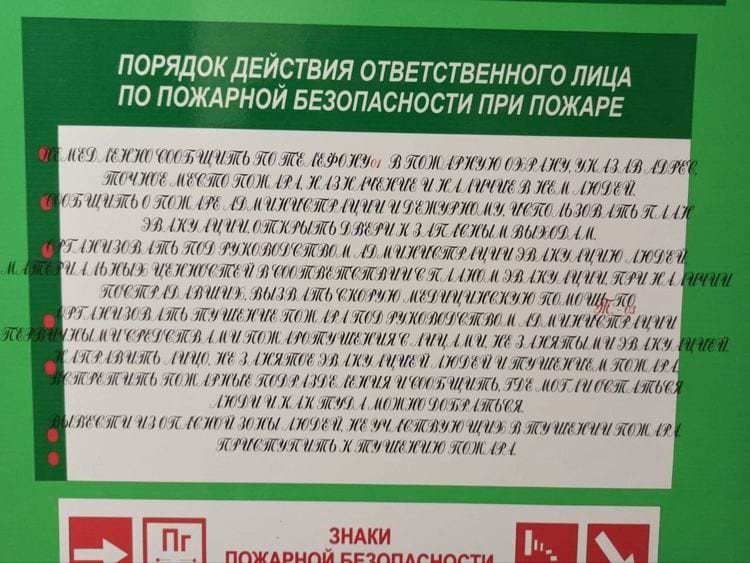 ПОРЯДОК ДЕЙСТВИЯ ОТВЕТСТВЕННОГО ЛИЦА
ПО ПОЖАРНОЙ БЕЗОПАСНОСТИ ПРИ ПОЖАРЕ
НЕМЕДЛЕННО СООБЩИТЬ ПО ТЕЛЕФОНУ 01 В ПОЖАРНУЮ ОХРАНУ, УКАЗАВ АДРЕС,
ТОЧНОЕ МЕСТО ПОЖАРА, НАЗНАЧЕНИЕ И НАЛИЧИЕ В НЕМ ЛЮДЕЙ.
СООБЩИТЬ О ПОЖАРЕ АДМИНИСТРАЦИИ И ДЕЖУРНОМУ, ИСПОЛЬЗОВАТЬ ПЛАН
ЭВАКУАЦИИ, ОТКРЫТЬ ДВЕРИ К ЗАПАСНЫМ ВЫХОДАМ.
ОРГАНИЗОВАТЬ ПОД РУКОВОДСТВОМ АДМИНИСТРАЦИИ ЭВАКУАЦИЮ ЛЮДЕЙ,
МАТЕРИАЛЬНЫХ ЦЕННОСТЕЙ В СООТВЕТСТВИИ С ПЛАНОМ ЭВАКУАЦИИ, ПРИ НАЛИЧИИ
ПОСТРАДАВШИХ, ВЫЗВАТЬ СКОРУЮ МЕДИЦИНСКУЮ ПОМОЩЬ ПО
Т. - 03
ОРГАНИЗОВАТЬ ТУШЕНИЕ ПОЖАРА ПОД РУКОВОДСТВОМ АДМИНИСТРАЦИИ
ПЕРВИЧНЫМИ СРЕДСТВАМИ ПОЖАРОТУШЕНИЯ С ЛИЦАМИ, НЕ ЗАНЯТЫМИ ЭВАКУАЦИЕЙ.
НАПРАВИТЬ ЛИЦО, НЕ ЗАНЯТОЕ ЭВАКУАЦИЕЙ ЛЮДЕЙ И ТУШЕНИЕМ ПОЖАРА,
ВСТРЕТИТЬ ПОЖАРНЫЕ ПОДРАЗДЕЛЕНИЯ И СООБЩИТЬ, ГДЕ МОГЛИ ОСТАТЬСЯ
ЛЮДИ И КАК ТУДА МОЖНО ДОБРАТЬСЯ.
ВЫВЕСТИ ИЗ ОПАСНОЙ ЗОНЫ ЛЮДЕЙ, НЕ УЧАСТВУЮЩИХ В ТУШЕНИИ ПОЖАРА.
ПРИСТУПИТЬ К ТУШЕНИЮ ПОЖАРА.
Пг
ЗНАКИ
ПОЖАРНОЙ БЕЗОПАСНОСТИ